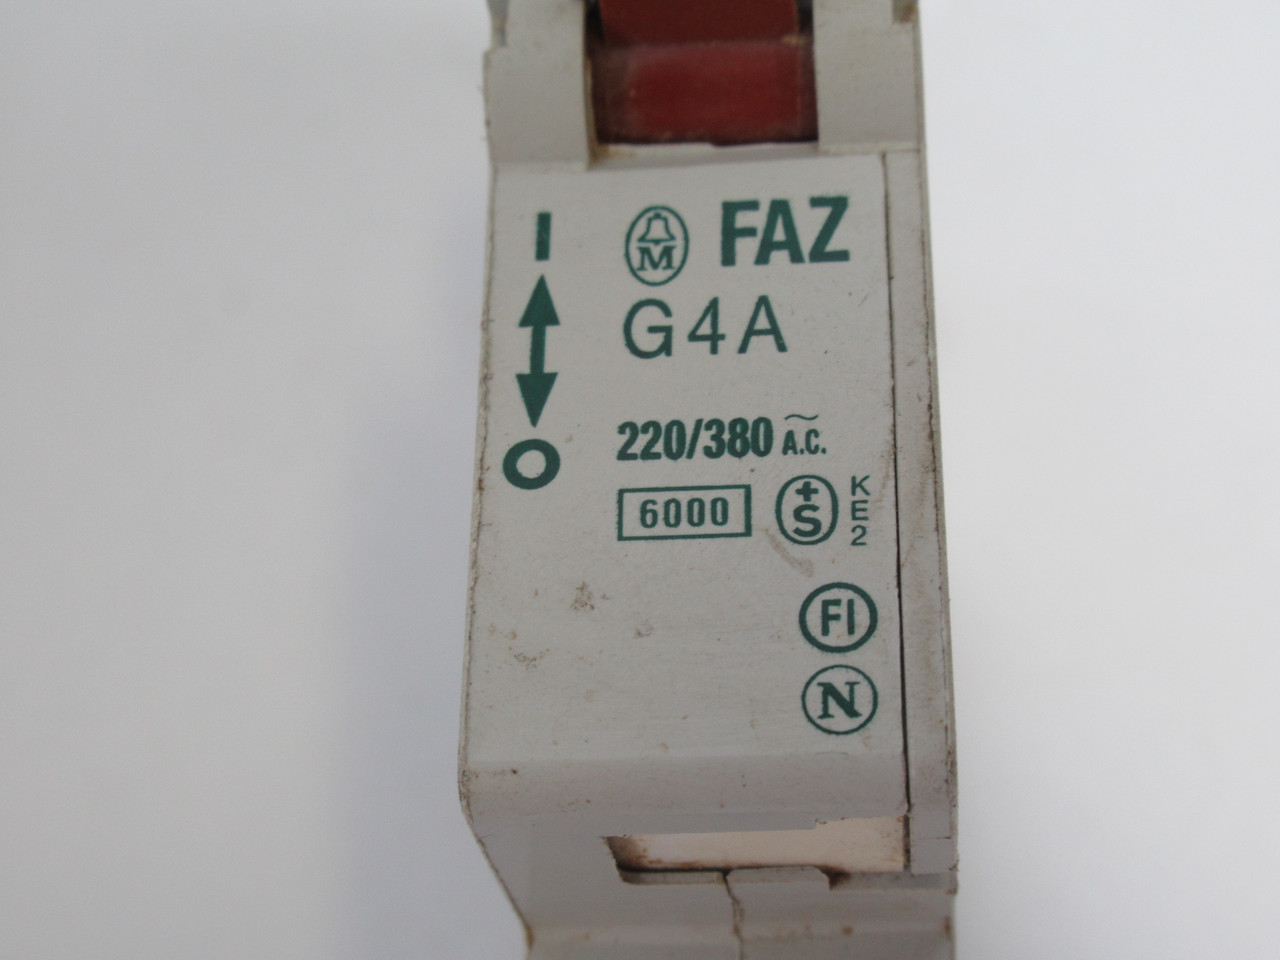 I
M FAZ
G4A
O
220/380 A.C.
6000 +S KE2
FI
N